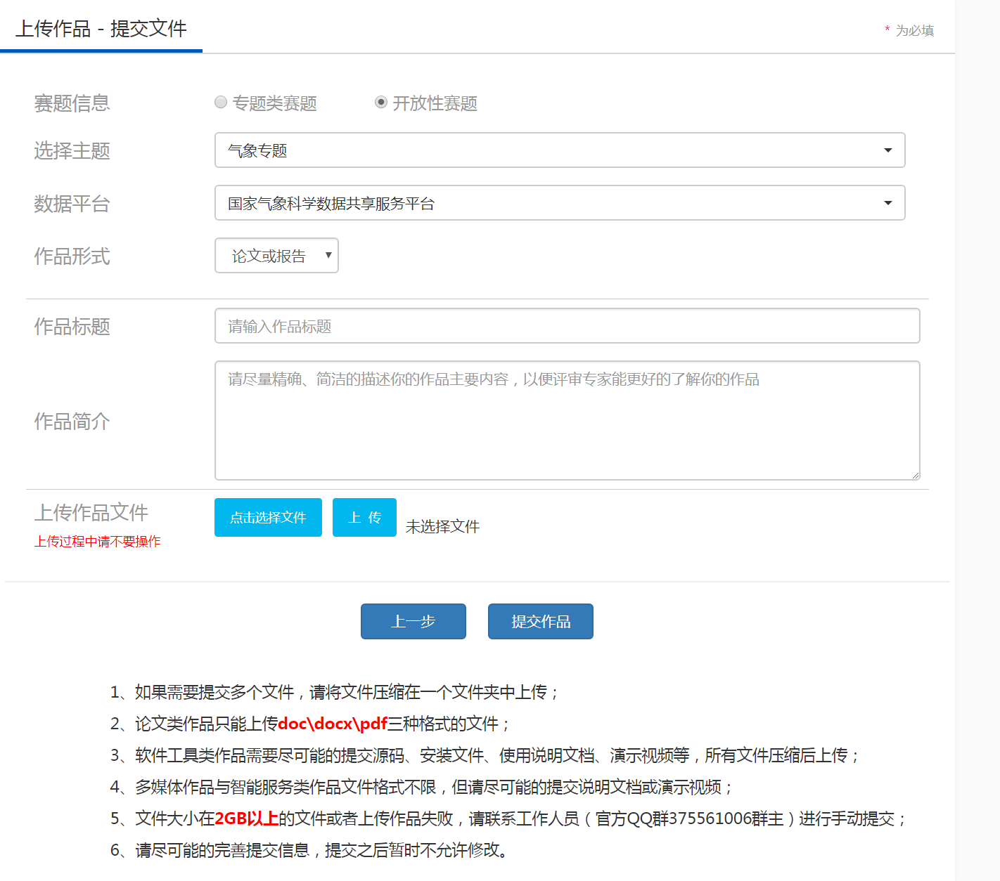 上传作品 - 提交文件
* 为必填
赛题信息
专题类赛题
开放性赛题
选择主题
气象专题
数据平台
国家气象科学数据共享服务平台
作品形式
论文或报告
作品标题
请输入作品标题
作品简介
请尽量精确、简洁的描述你的作品主要内容，以便评审专家能更好的了解你的作品
上传作品文件
点击选择文件
上 传
未选择文件
上传过程中请不要操作
上一步
提交作品
1、如果需要提交多个文件，请将文件压缩在一个文件夹中上传；
2、论文类作品只能上传doc\docx\pdf三种格式的文件；
3、软件工具类作品需要尽可能的提交源码、安装文件、使用说明文档、演示视频等，所有文件压缩后上传；
4、多媒体作品与智能服务类作品文件格式不限，但请尽可能的提交说明文档或演示视频；
5、文件大小在2GB以上的文件或者上传作品失败，请联系工作人员（官方QQ群375561006群主）进行手动提交；
6、请尽可能的完善提交信息，提交之后暂时不允许修改。